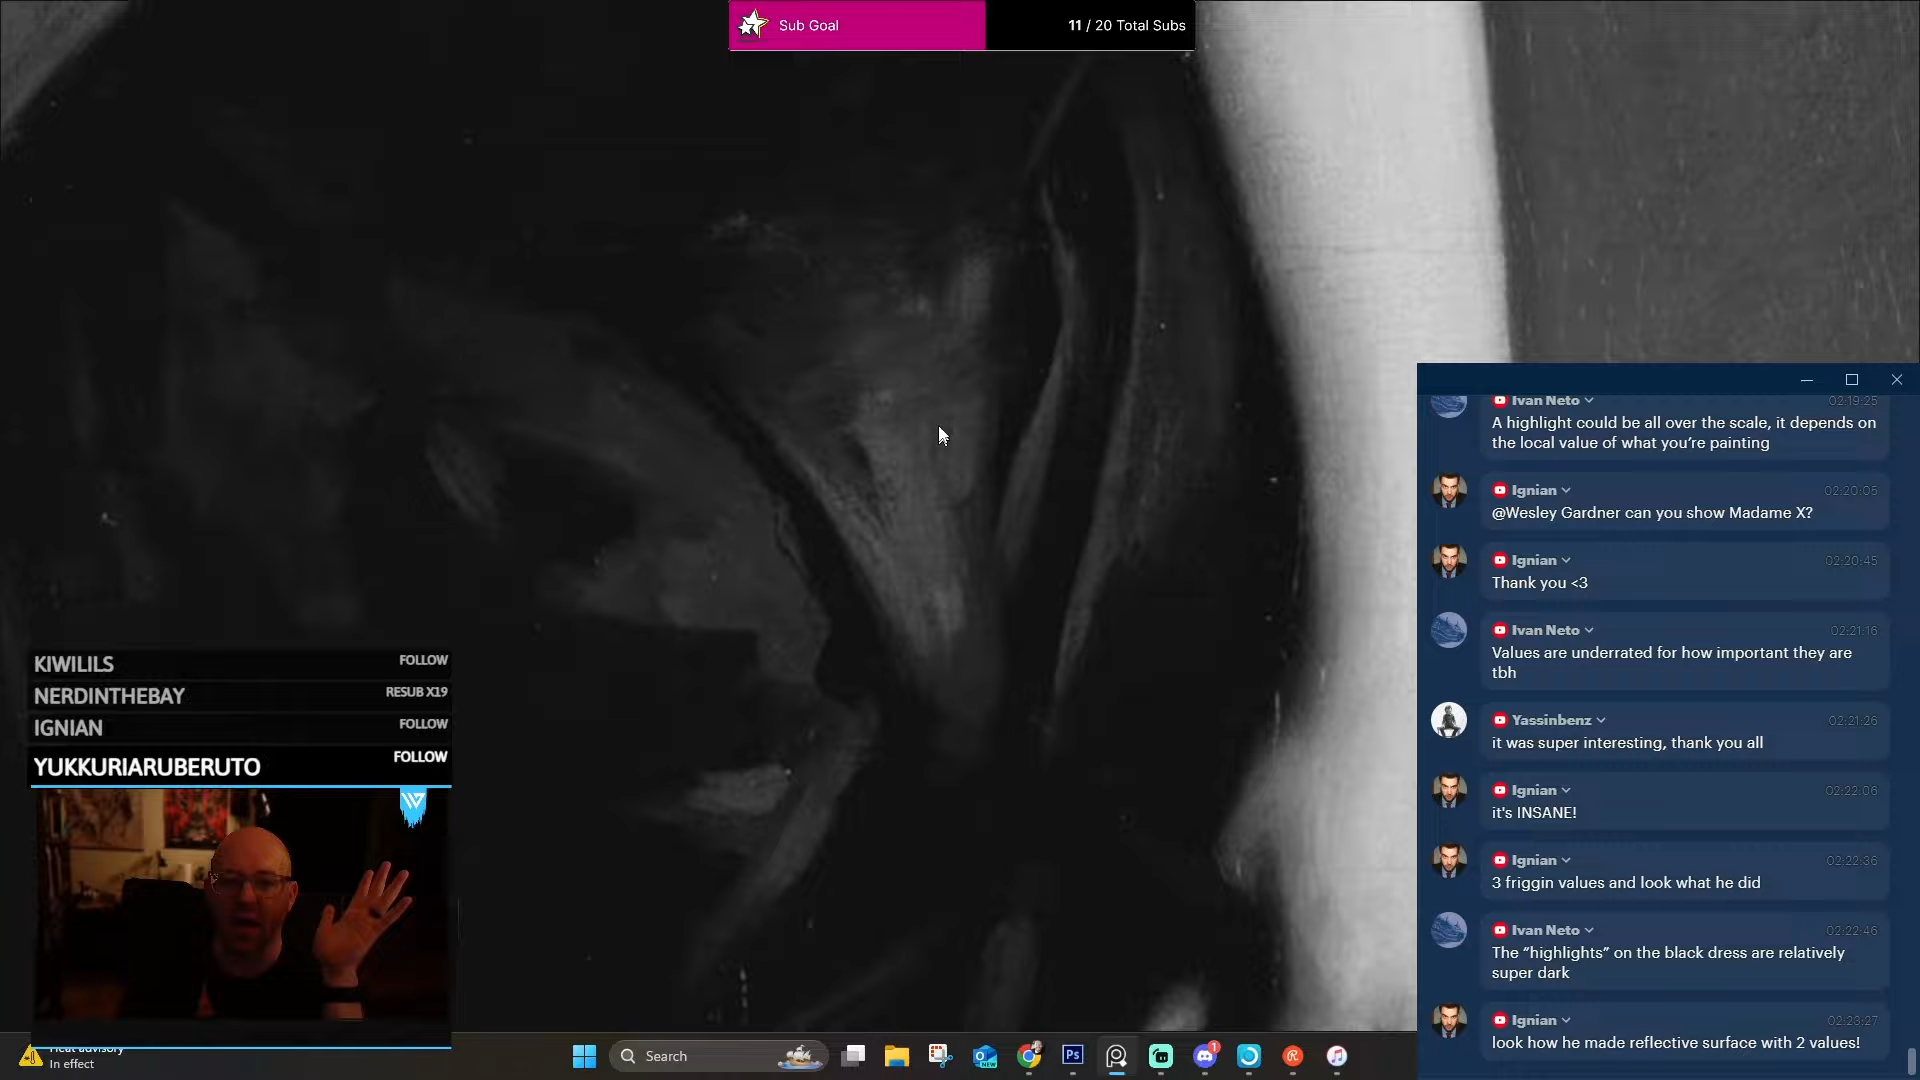 Sub Goal
11 / 20 Total Subs
Ivan Neto
02:19:25
A highlight could be all over the scale, it depends on
the local value of what you’re painting
Ignian
02:20:05
@Wesley Gardner can you show Madame X?
Ignian
02:20:45
Thank you <3
Ivan Neto
02:21:16
Values are underrated for how important they are
tbh
Yassinbenz
02:21:26
it was super interesting, thank you all
Ignian
02:22:06
it's INSANE!
Ignian
02:22:36
3 friggin values and look what he did
Ivan Neto
02:22:46
The “highlights” on the black dress are relatively
super dark
Ignian
02:23:27
look how he made reflective surface with 2 values!
KIWILILS FOLLOW
NERDINTHEBAY RESUB X19
IGNIAN FOLLOW
YUKKURIARUBERUTO FOLLOW
Heat advisory
In effect
Search
NEW
Ps
1